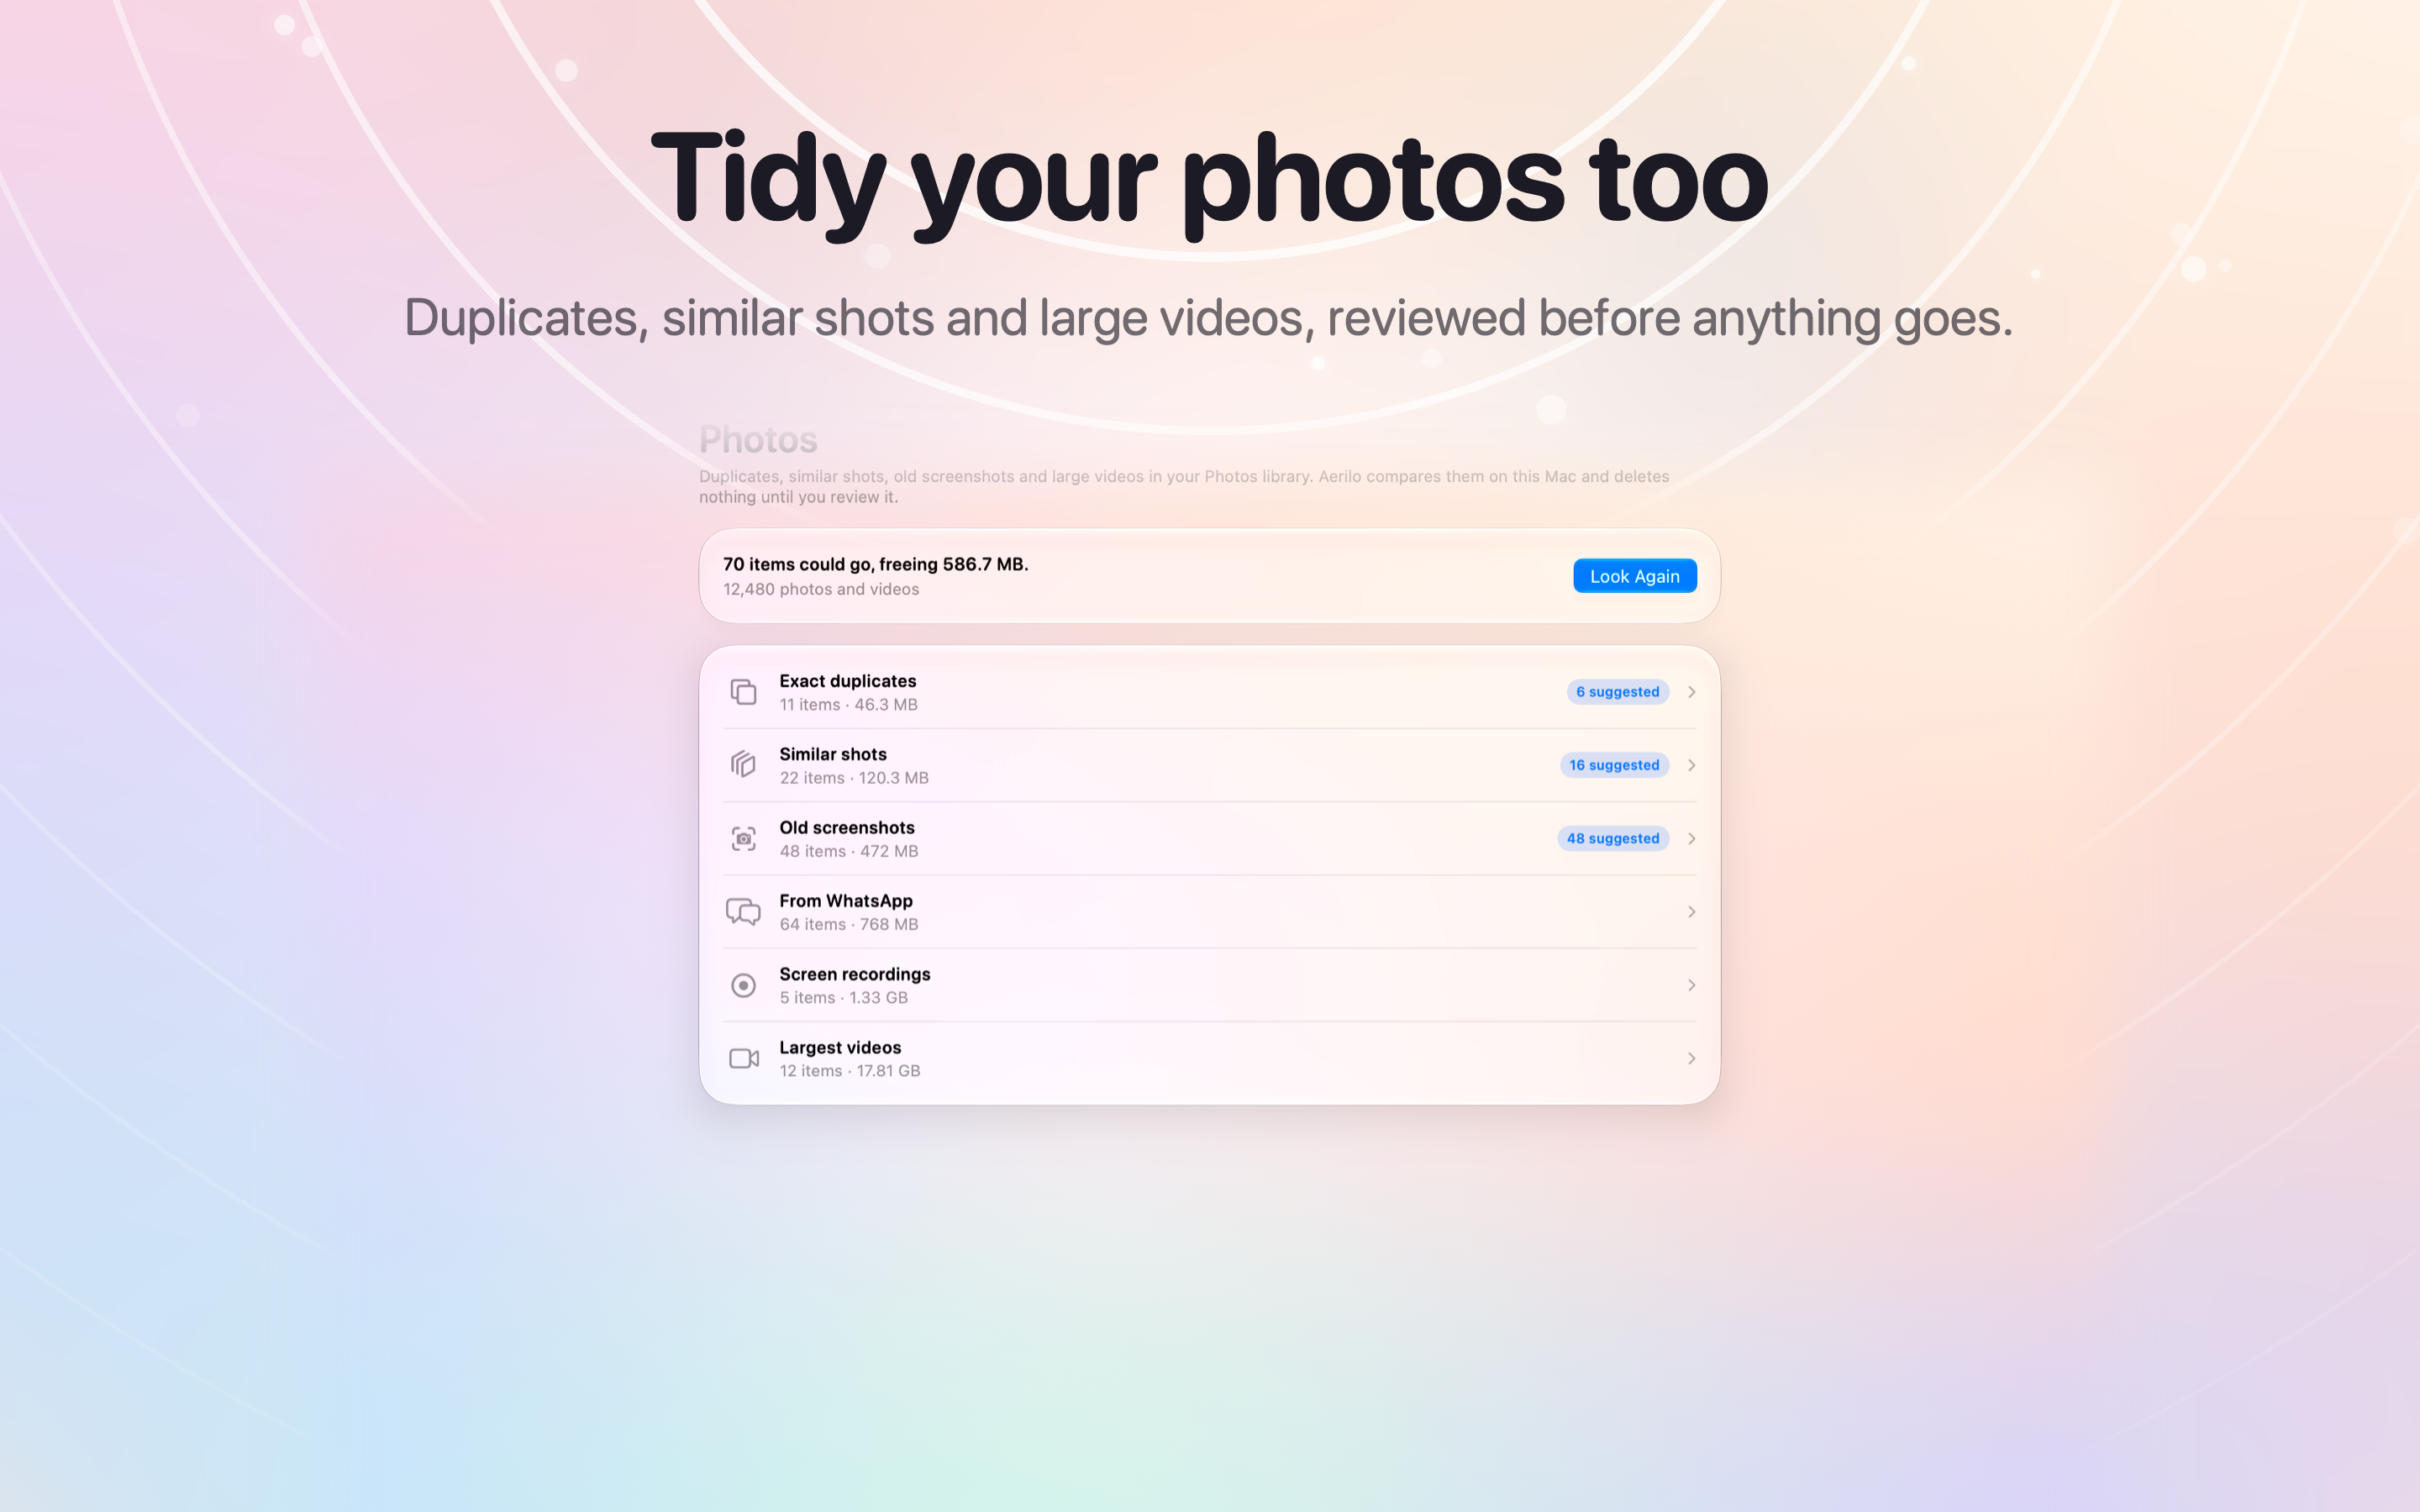 Tidy your photos too
Duplicates, similar shots and large videos, reviewed before anything goes.
Photos
Duplicates, similar shots, old screenshots and large videos in your Photos library. Aerilo compares them on this Mac and deletes
nothing until you review it.
70 items could go, freeing 586.7 MB.
12,480 photos and videos
Look Again
Exact duplicates
11 items · 46.3 MB
6 suggested
Similar shots
22 items · 120.3 MB
16 suggested
Old screenshots
48 items · 472 MB
48 suggested
From WhatsApp
64 items · 768 MB
Screen recordings
5 items · 1.33 GB
Largest videos
12 items · 17.81 GB